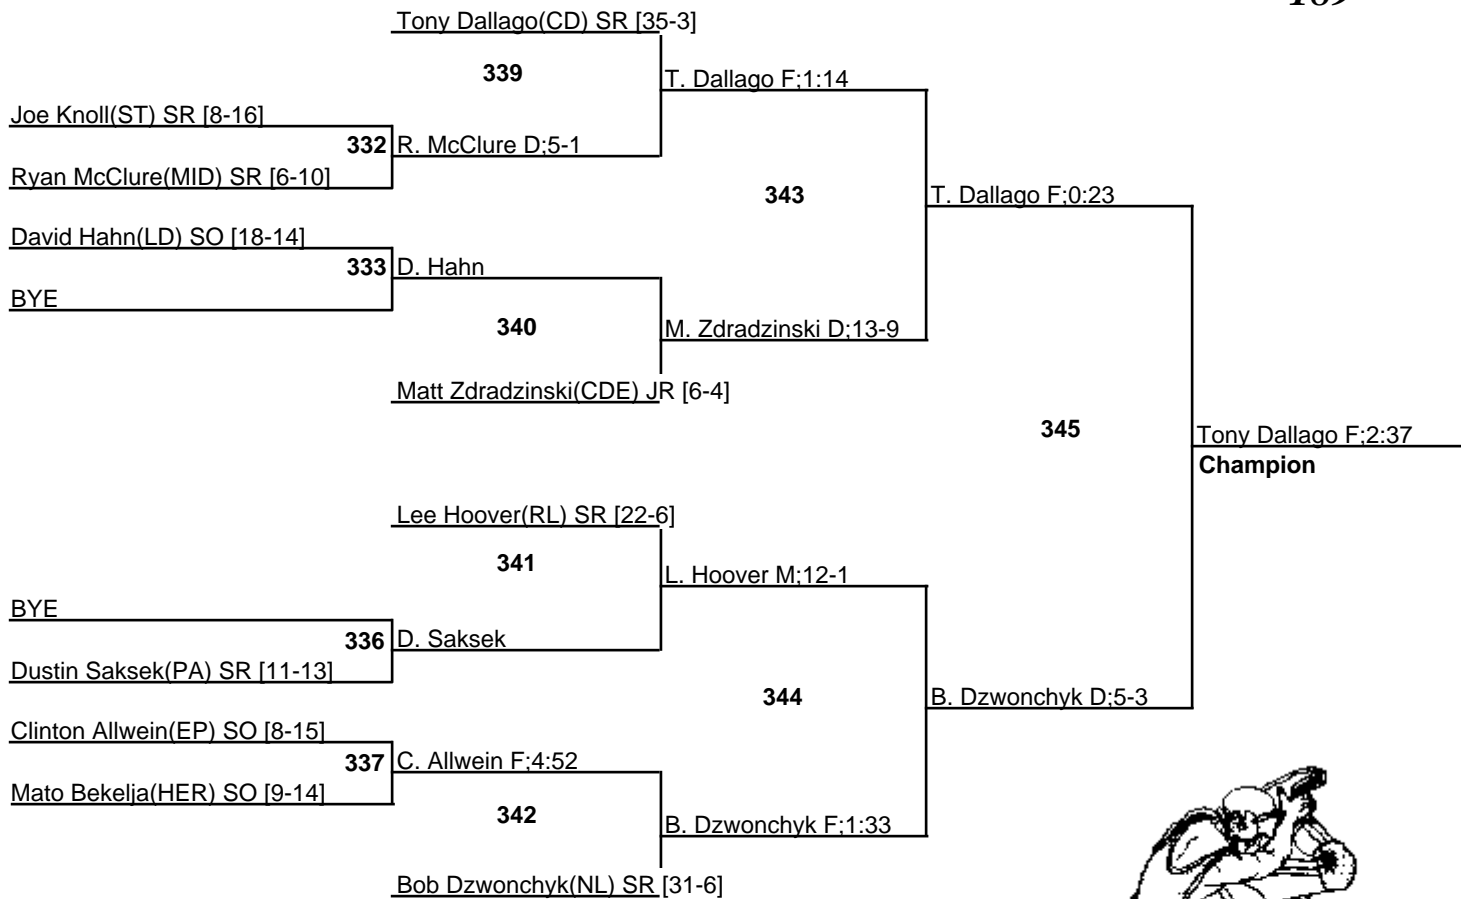 Tony Dallago(CD) SR [35-3]
339
T. Dallago F;1:14
Joe Knoll(ST) SR [8-16]
332 R. McClure D;5-1
Ryan McClure(MID) SR [6-10]
343
T. Dallago F;0:23
David Hahn(LD) SO [18-14]
333 D. Hahn
BYE
340
M. Zdradzinski D;13-9
Matt Zdradzinski(CDE) JR [6-4]
345
Tony Dallago F;2:37
Champion
Lee Hoover(RL) SR [22-6]
341
L. Hoover M;12-1
BYE
336 D. Saksek
Dustin Saksek(PA) SR [11-13]
344
B. Dzwonchyk D;5-3
Clinton Allwein(EP) SO [8-15]
337 C. Allwein F;4:52
Mato Bekelja(HER) SO [9-14]
342
B. Dzwonchyk F;1:33
Bob Dzwonchyk(NL) SR [31-6]